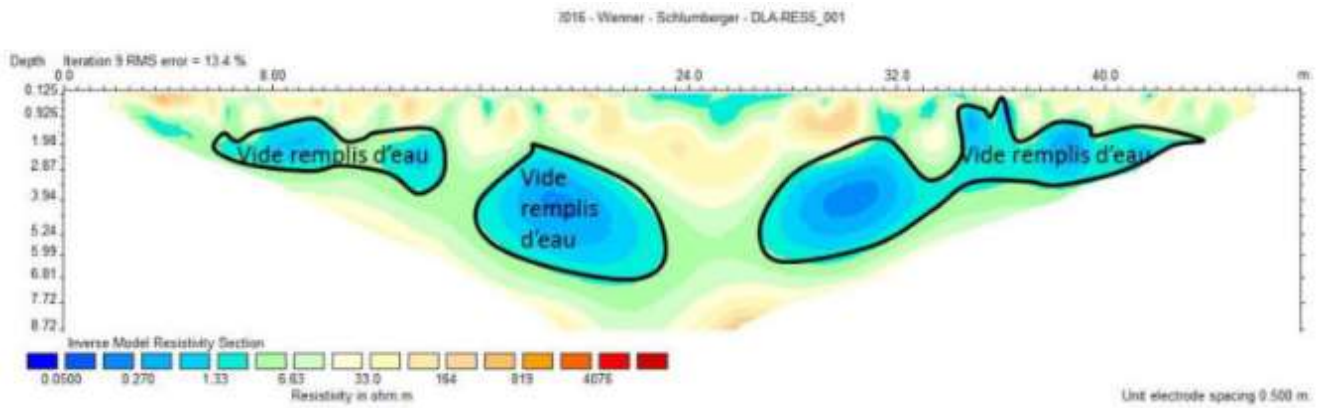 2016 - Wenner - Schlumberger - DLA-RES5_001
Depth Iteration 9 RMS error = 13.4 %
0.0 8.00 24.0 32.0 40.0 m
0.125
0.926
1.98
2.87
3.94
5.24
5.99
6.81
7.72
8.72
Vide remplis d'eau
Vide
remplis
d'eau
Vide remplis d'eau
Inverse Model Resistivity Section
0.0500 0.270 1.33 6.63 33.0 164 819 4075
Resistivity in ohm.m
Unit electrode spacing 0.500 m.